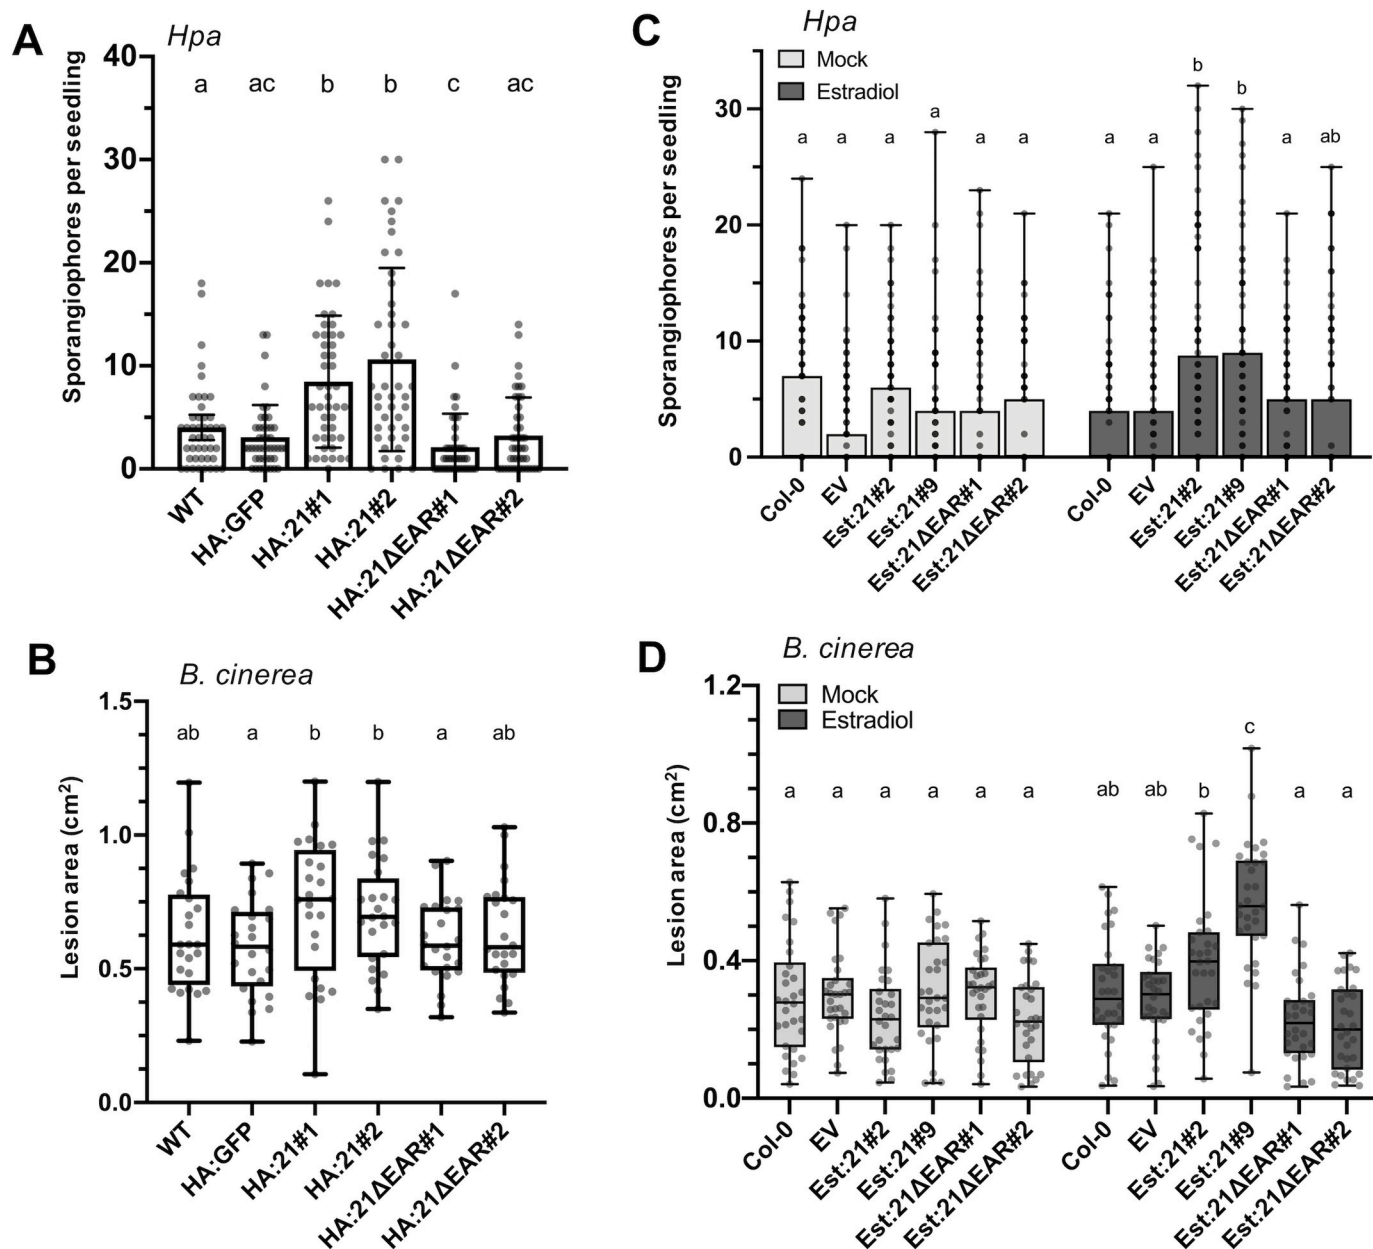 A
Hpa
Sporangiophores per seedling
40
30
20
10
0
a ac b b c ac
WT
HA:GFP
HA:21#1
HA:21#2
HA:21ΔEAR#1
HA:21ΔEAR#2
C
Hpa
Mock
Estradiol
Sporangiophores per seedling
30
20
10
0
a a a a a a a a b b a ab
Col-0
EV
Est:21#2
Est:21#9
Est:21ΔEAR#1
Est:21ΔEAR#2
Col-0
EV
Est:21#2
Est:21#9
Est:21ΔEAR#1
Est:21ΔEAR#2
B
B. cinerea
Lesion area (cm²)
1.5
1.0
0.5
0.0
ab a b b a ab
WT
HA:GFP
HA:21#1
HA:21#2
HA:21ΔEAR#1
HA:21ΔEAR#2
D
B. cinerea
Mock
Estradiol
Lesion area (cm²)
1.2
0.8
0.4
0.0
a a a a a a ab ab b c a a
Col-0
EV
Est:21#2
Est:21#9
Est:21ΔEAR#1
Est:21ΔEAR#2
Col-0
EV
Est:21#2
Est:21#9
Est:21ΔEAR#1
Est:21ΔEAR#2